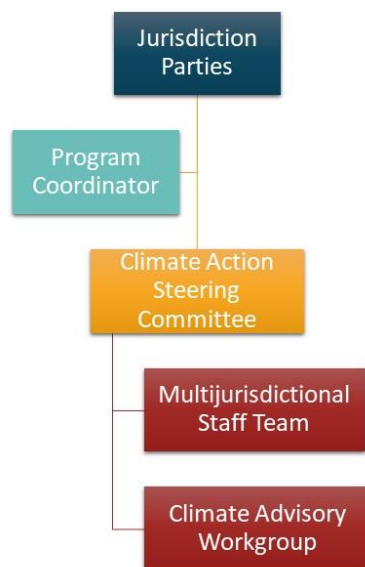 Jurisdiction
Parties
Program
Coordinator
Climate Action
Steering
Committee
Multijurisdictional
Staff Team
Climate Advisory
Workgroup